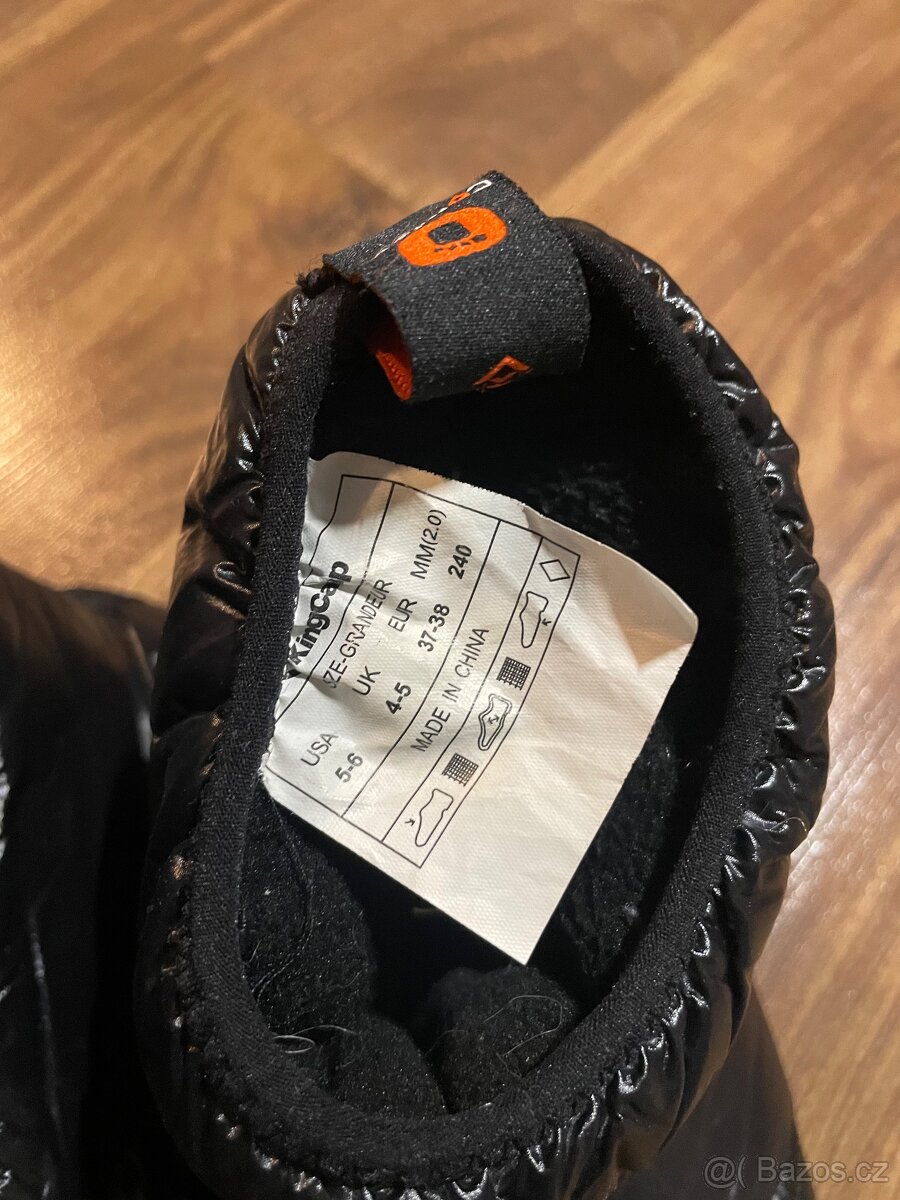 KingCap
SIZE-GRANDEUR
USA UK EUR MM(2.0)
5-6 4-5 37-38 240
MADE IN CHINA
@( Bazos.cz